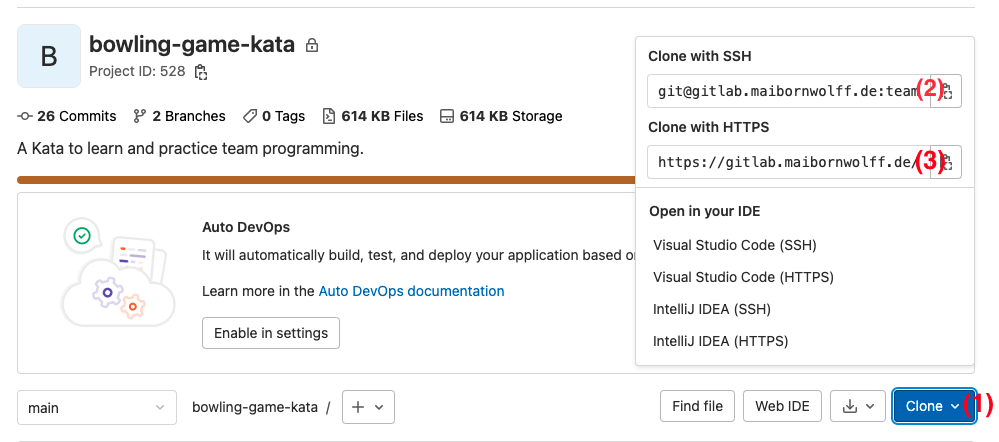 B
bowling-game-kata
Project ID: 528
26 Commits 2 Branches 0 Tags 614 KB Files 614 KB Storage
A Kata to learn and practice team programming.
Auto DevOps
It will automatically build, test, and deploy your application based o
Learn more in the Auto DevOps documentation
Enable in settings
Clone with SSH
git@gitlab.maibornwolff.de:team (2)
Clone with HTTPS
https://gitlab.maibornwolff.de/ (3)
Open in your IDE
Visual Studio Code (SSH)
Visual Studio Code (HTTPS)
IntelliJ IDEA (SSH)
IntelliJ IDEA (HTTPS)
main bowling-game-kata / + Find file Web IDE Clone (1)